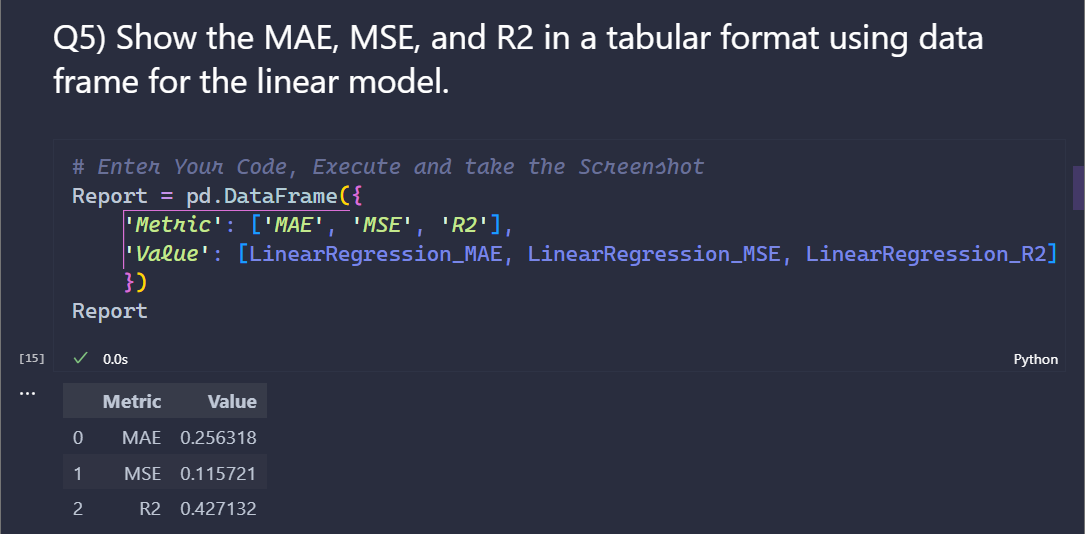 Q5) Show the MAE, MSE, and R2 in a tabular format using data
frame for the linear model.
# Enter Your Code, Execute and take the Screenshot
Report = pd.DataFrame({
'Metric': ['MAE', 'MSE', 'R2'],
'Value': [LinearRegression_MAE, LinearRegression_MSE, LinearRegression_R2]
})
Report
[15] ✓ 0.0s Python
...
Metric Value
0 MAE 0.256318
1 MSE 0.115721
2 R2 0.427132